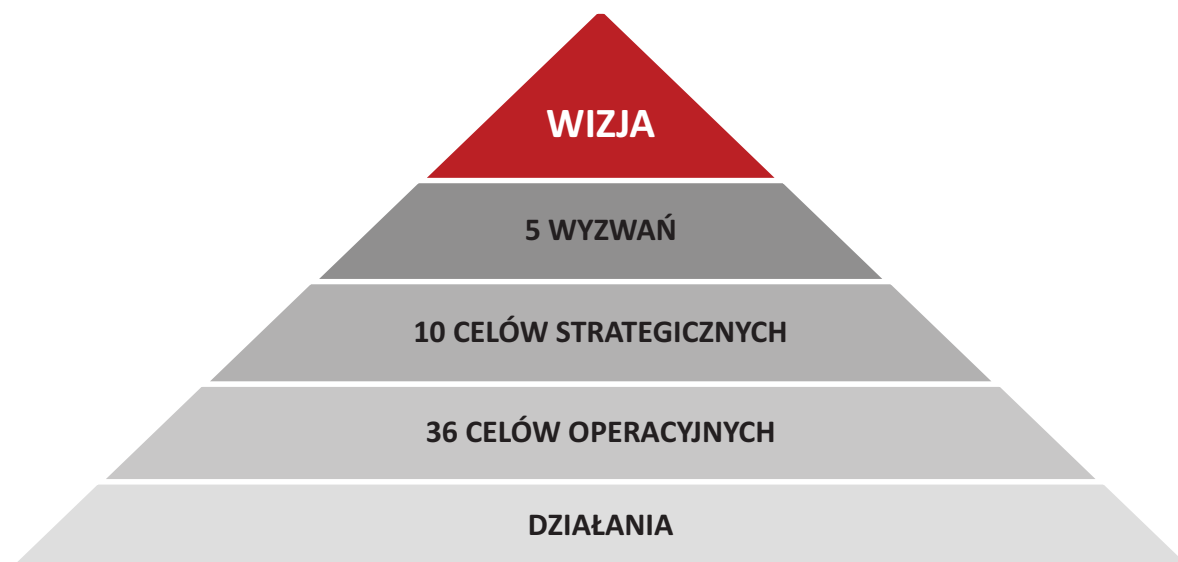 WIZJA
5 WYZWAŃ
10 CELÓW STRATEGICZNYCH
36 CELÓW OPERACYJNYCH
DZIAŁANIA